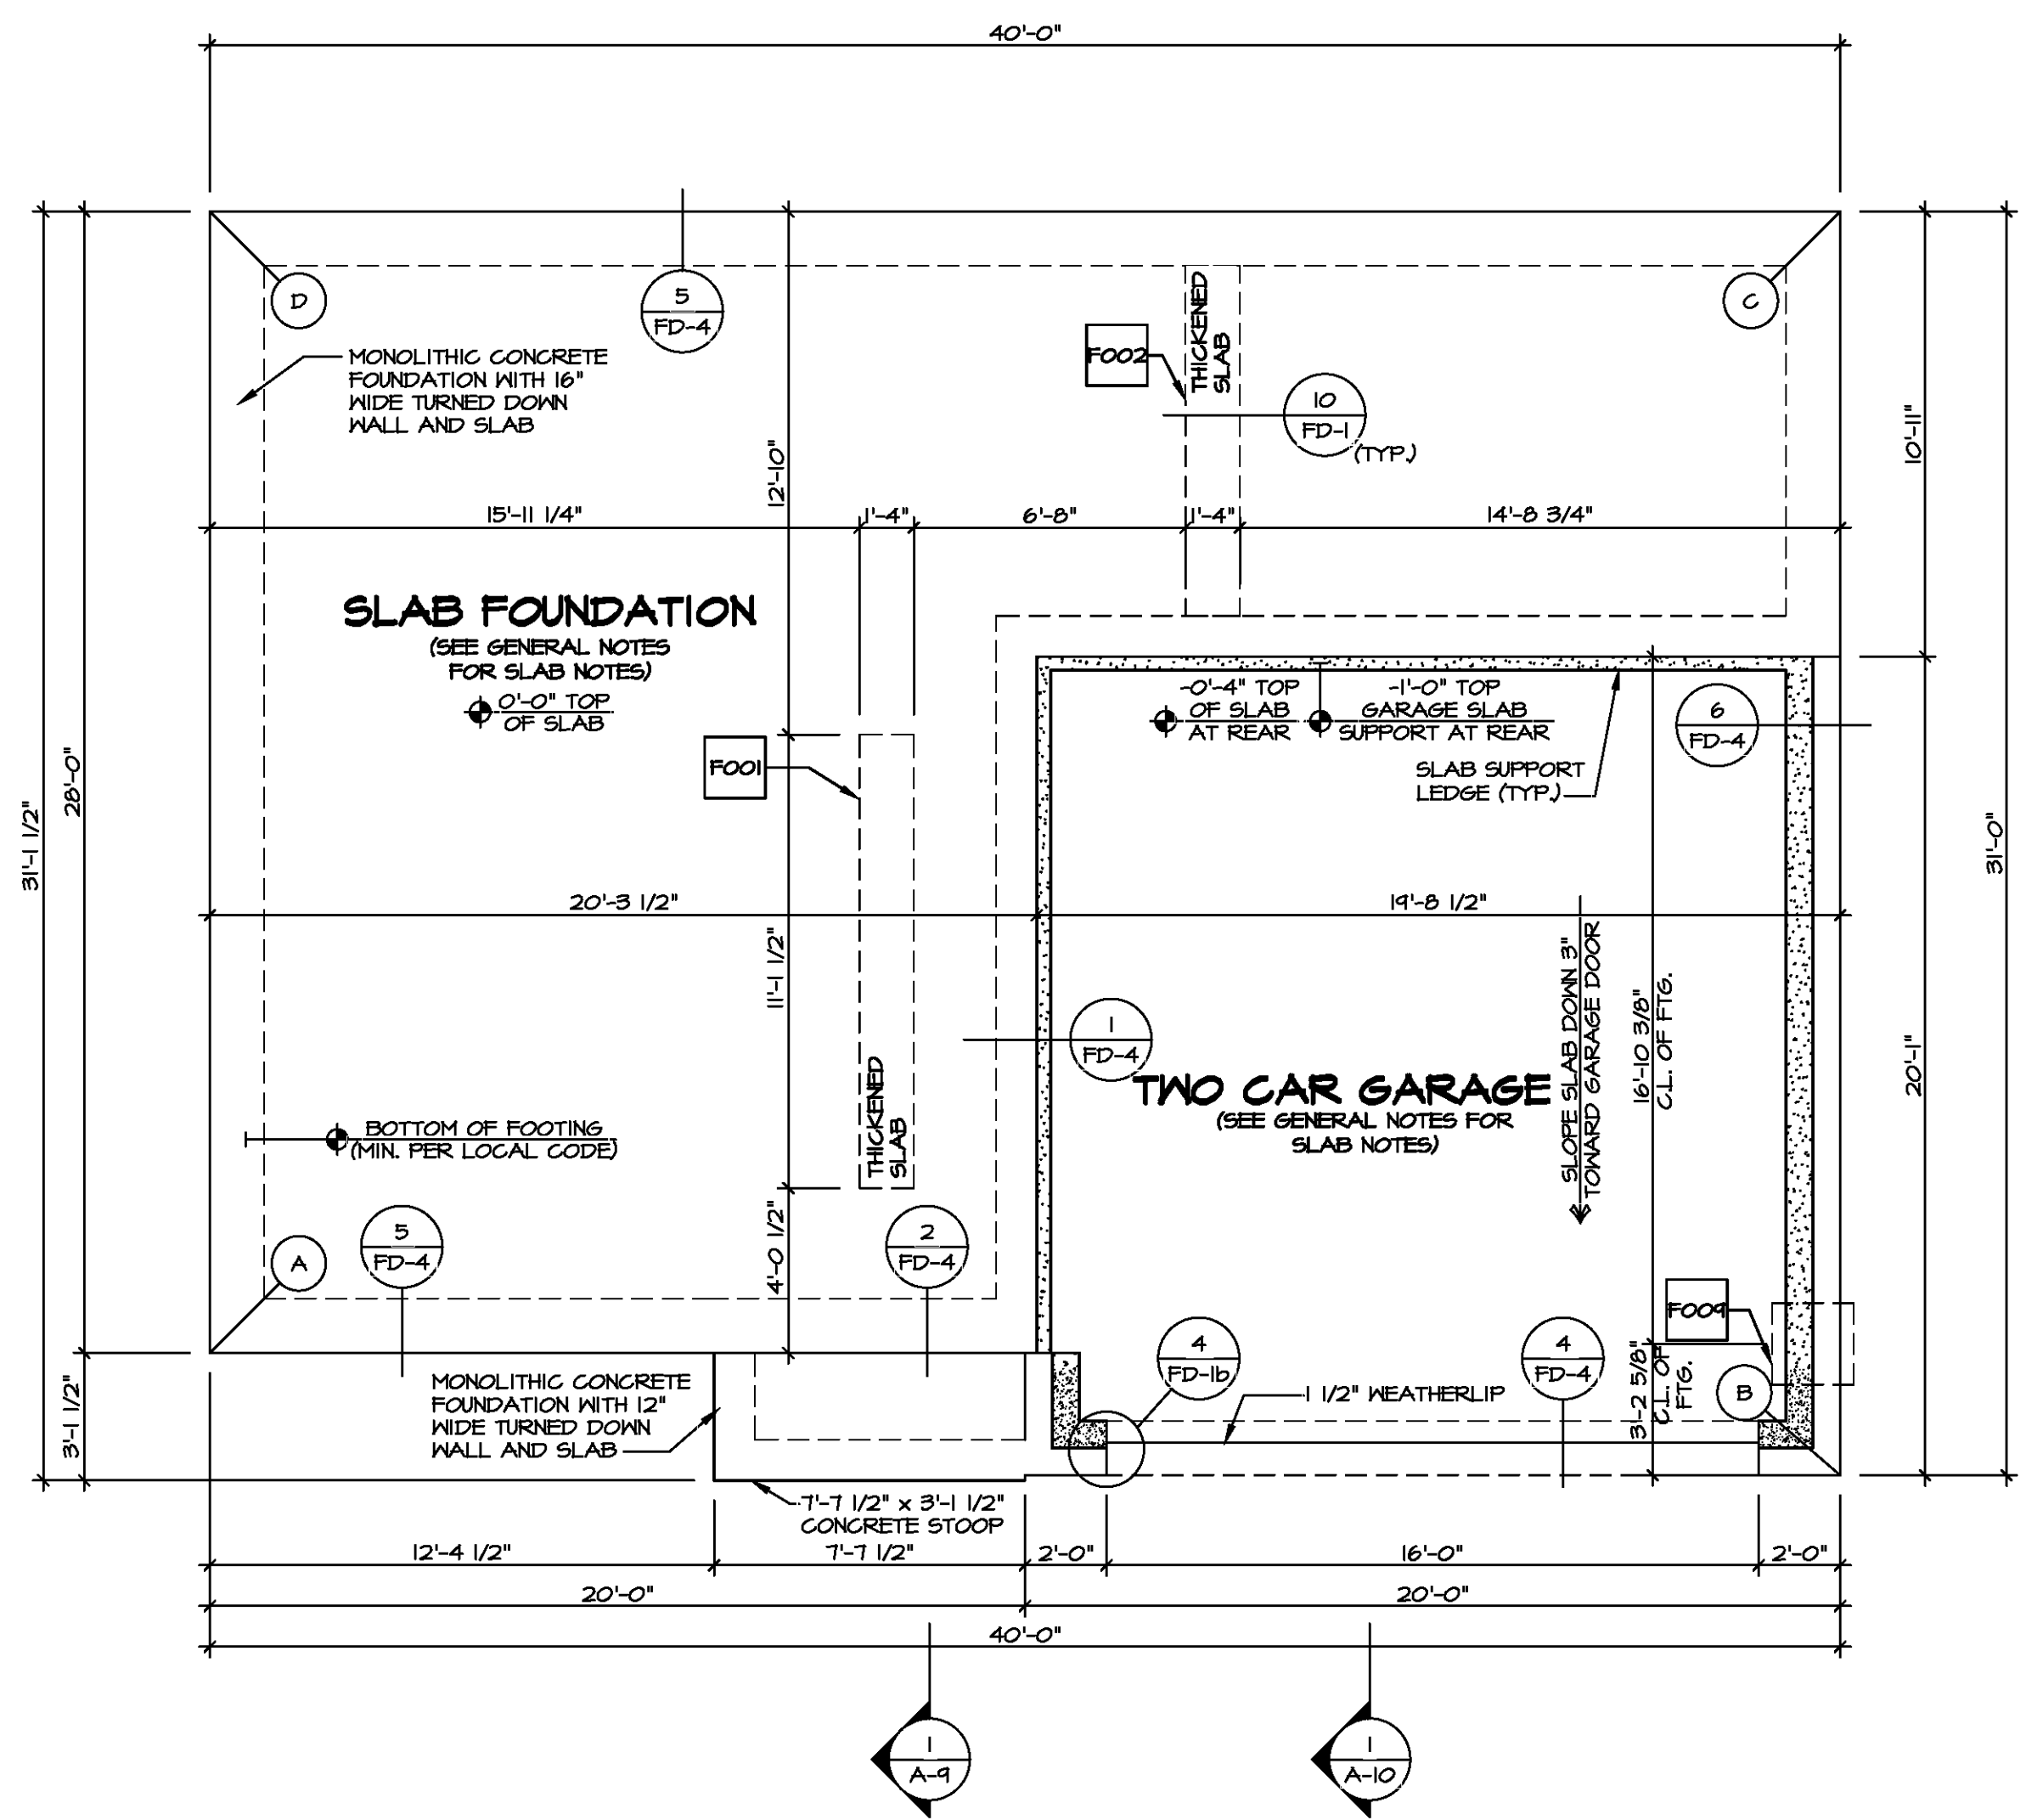 40'-0"
D
5
FD-4
C
MONOLITHIC CONCRETE
FOUNDATION WITH 16"
WIDE TURNED DOWN
WALL AND SLAB
F002
THICKENED
SLAB
10
FD-1
(TYP.)
12'-10"
10'-11"
15'-11 1/4"
1'-4"
6'-8"
1'-4"
14'-8 3/4"
SLAB FOUNDATION
(SEE GENERAL NOTES
FOR SLAB NOTES)
0'-0" TOP
OF SLAB
-0'-4" TOP
OF SLAB
AT REAR
-1'-0" TOP
GARAGE SLAB
SUPPORT AT REAR
6
FD-4
SLAB SUPPORT
LEDGE (TYP.)
F001
28'-0"
31'-1 1/2"
31'-0"
20'-3 1/2"
19'-8 1/2"
11'-1 1/2"
SLOPE SLAB DOWN 3"
TOWARD GARAGE DOOR
16'-10 3/8"
C.L. OF FTG.
20'-1"
1
FD-4
TWO CAR GARAGE
(SEE GENERAL NOTES FOR
SLAB NOTES)
THICKENED
SLAB
BOTTOM OF FOOTING
(MIN. PER LOCAL CODE)
A
5
FD-4
4'-0 1/2"
2
FD-4
F009
4
FD-1b
4
FD-4
3'-2 5/8"
C.L. OF
FTG.
B
1 1/2" WEATHERLIP
3'-1 1/2"
MONOLITHIC CONCRETE
FOUNDATION WITH 12"
WIDE TURNED DOWN
WALL AND SLAB
7'-7 1/2" x 3'-1 1/2"
CONCRETE STOOP
12'-4 1/2"
7'-7 1/2"
2'-0"
16'-0"
2'-0"
20'-0"
20'-0"
40'-0"
1
A-9
1
A-10